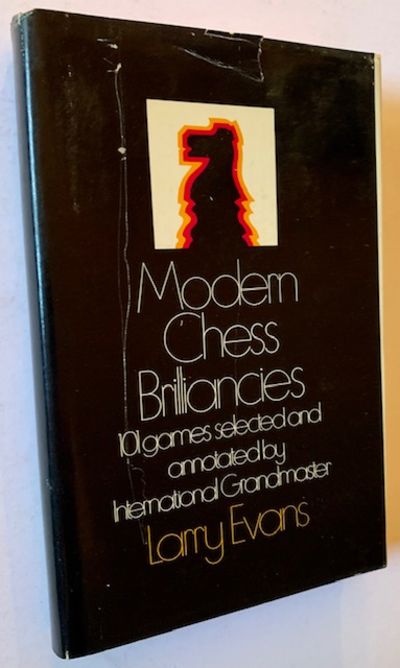 Modern
Chess
Brilliancies
101 games selected and
annotated by
International Grandmaster
Larry Evans